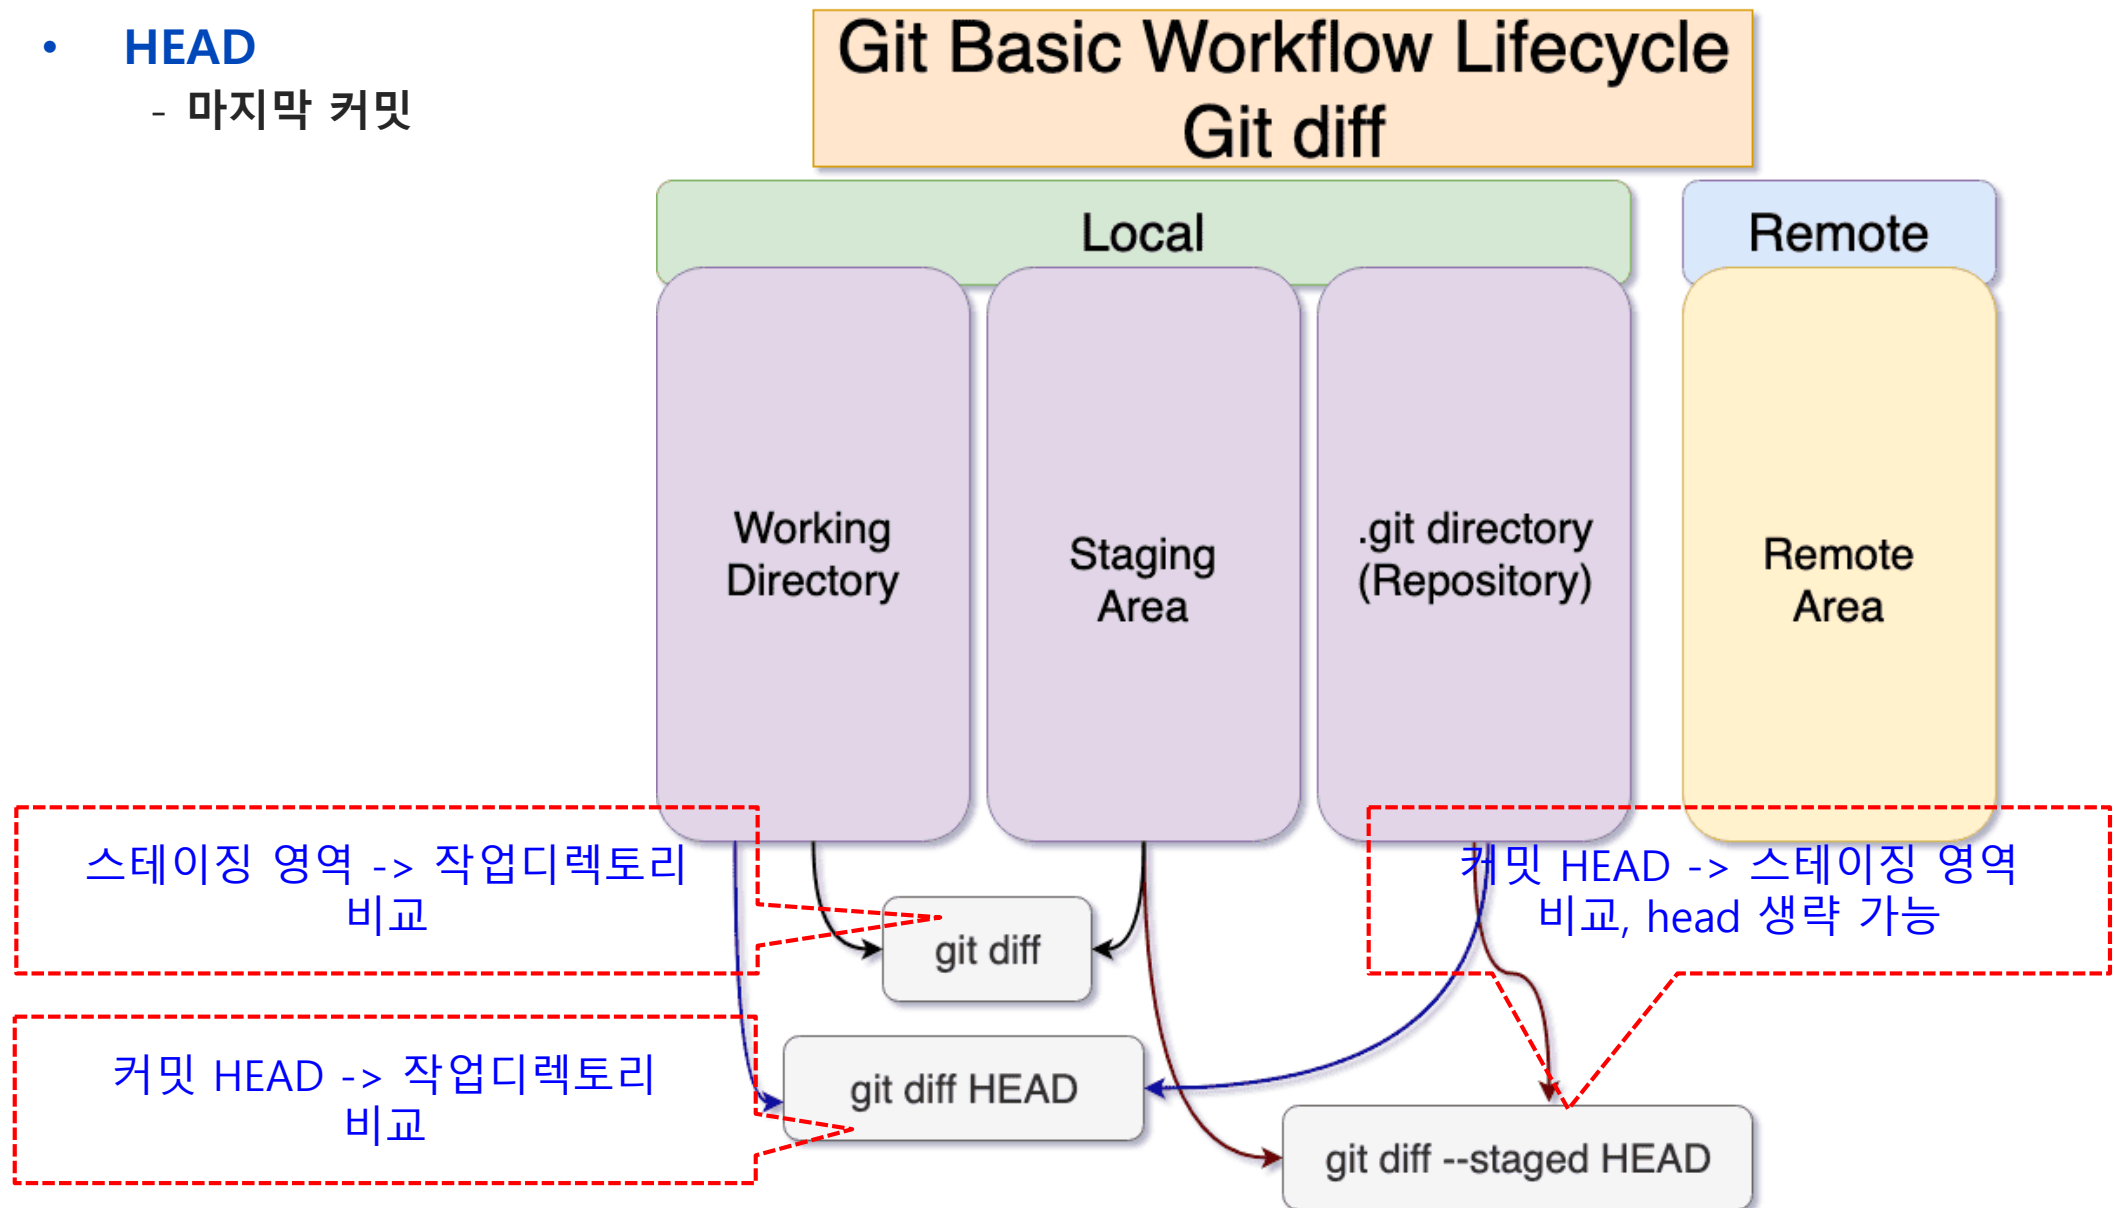 • HEAD
- 마지막 커밋
Git Basic Workflow Lifecycle
Git diff
Local
Remote
Working
Directory
Staging
Area
.git directory
(Repository)
Remote
Area
스테이징 영역 -> 작업디렉토리
비교
커밋 HEAD -> 스테이징 영역
비교, head 생략 가능
git diff
커밋 HEAD -> 작업디렉토리
비교
git diff HEAD
git diff --staged HEAD